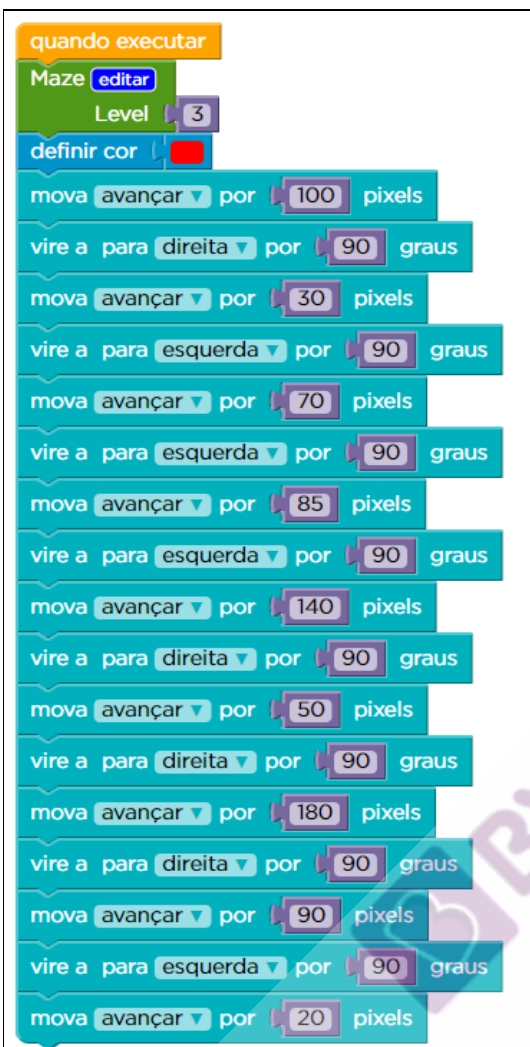 quando executar
Maze editar
Level 3
definir cor
mova avançar por 100 pixels
vire a para direita por 90 graus
mova avançar por 30 pixels
vire a para esquerda por 90 graus
mova avançar por 70 pixels
vire a para esquerda por 90 graus
mova avançar por 85 pixels
vire a para esquerda por 90 graus
mova avançar por 140 pixels
vire a para direita por 90 graus
mova avançar por 50 pixels
vire a para direita por 90 graus
mova avançar por 180 pixels
vire a para direita por 90 graus
mova avançar por 90 pixels
vire a para esquerda por 90 graus
mova avançar por 20 pixels